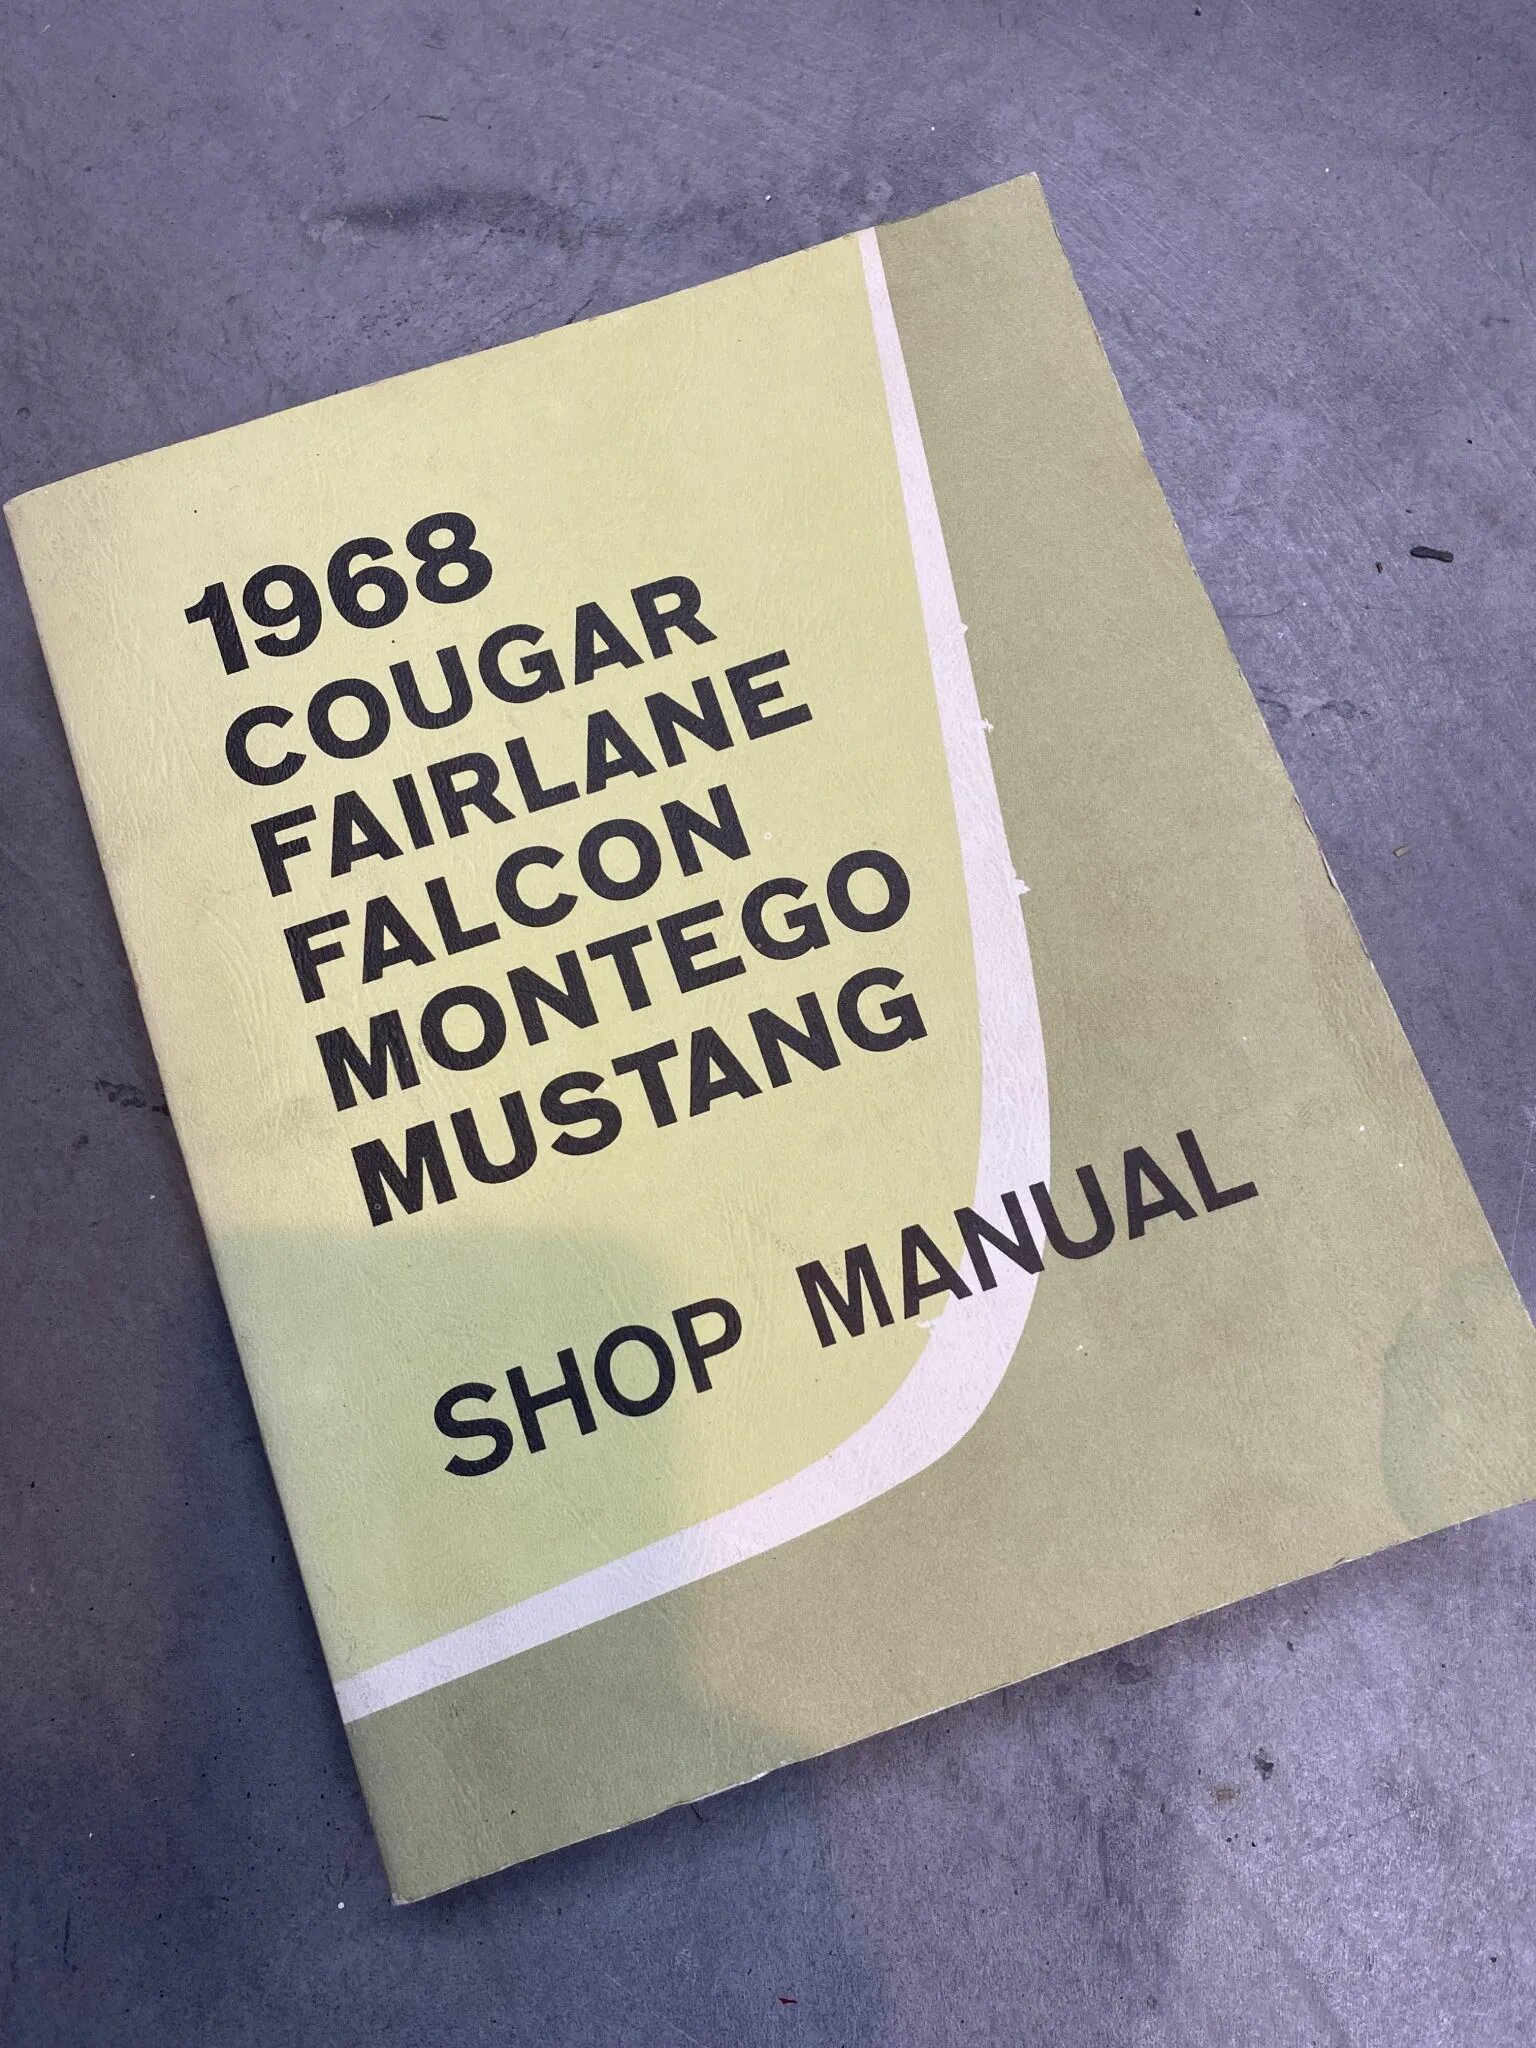 1968
COUGAR
FAIRLANE
FALCON
MONTEGO
MUSTANG
SHOP MANUAL